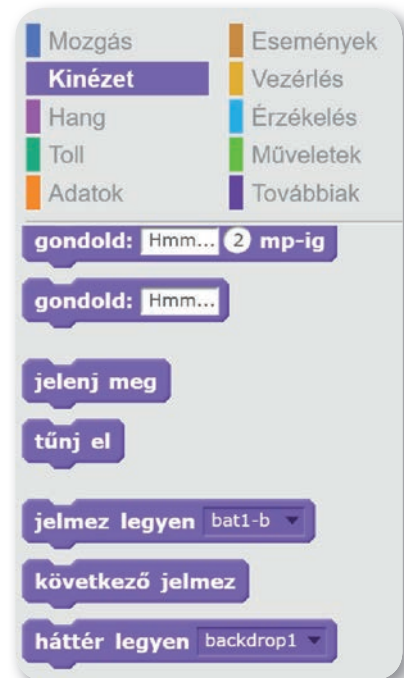 Mozgás
Kinézet
Hang
Toll
Adatok
Események
Vezérlés
Érzékelés
Műveletek
Továbbiak
gondold: Hmm... 2 mp-ig
gondold: Hmm...
jelenj meg
tűnj el
jelmez legyen bat1-b
következő jelmez
háttér legyen backdrop1